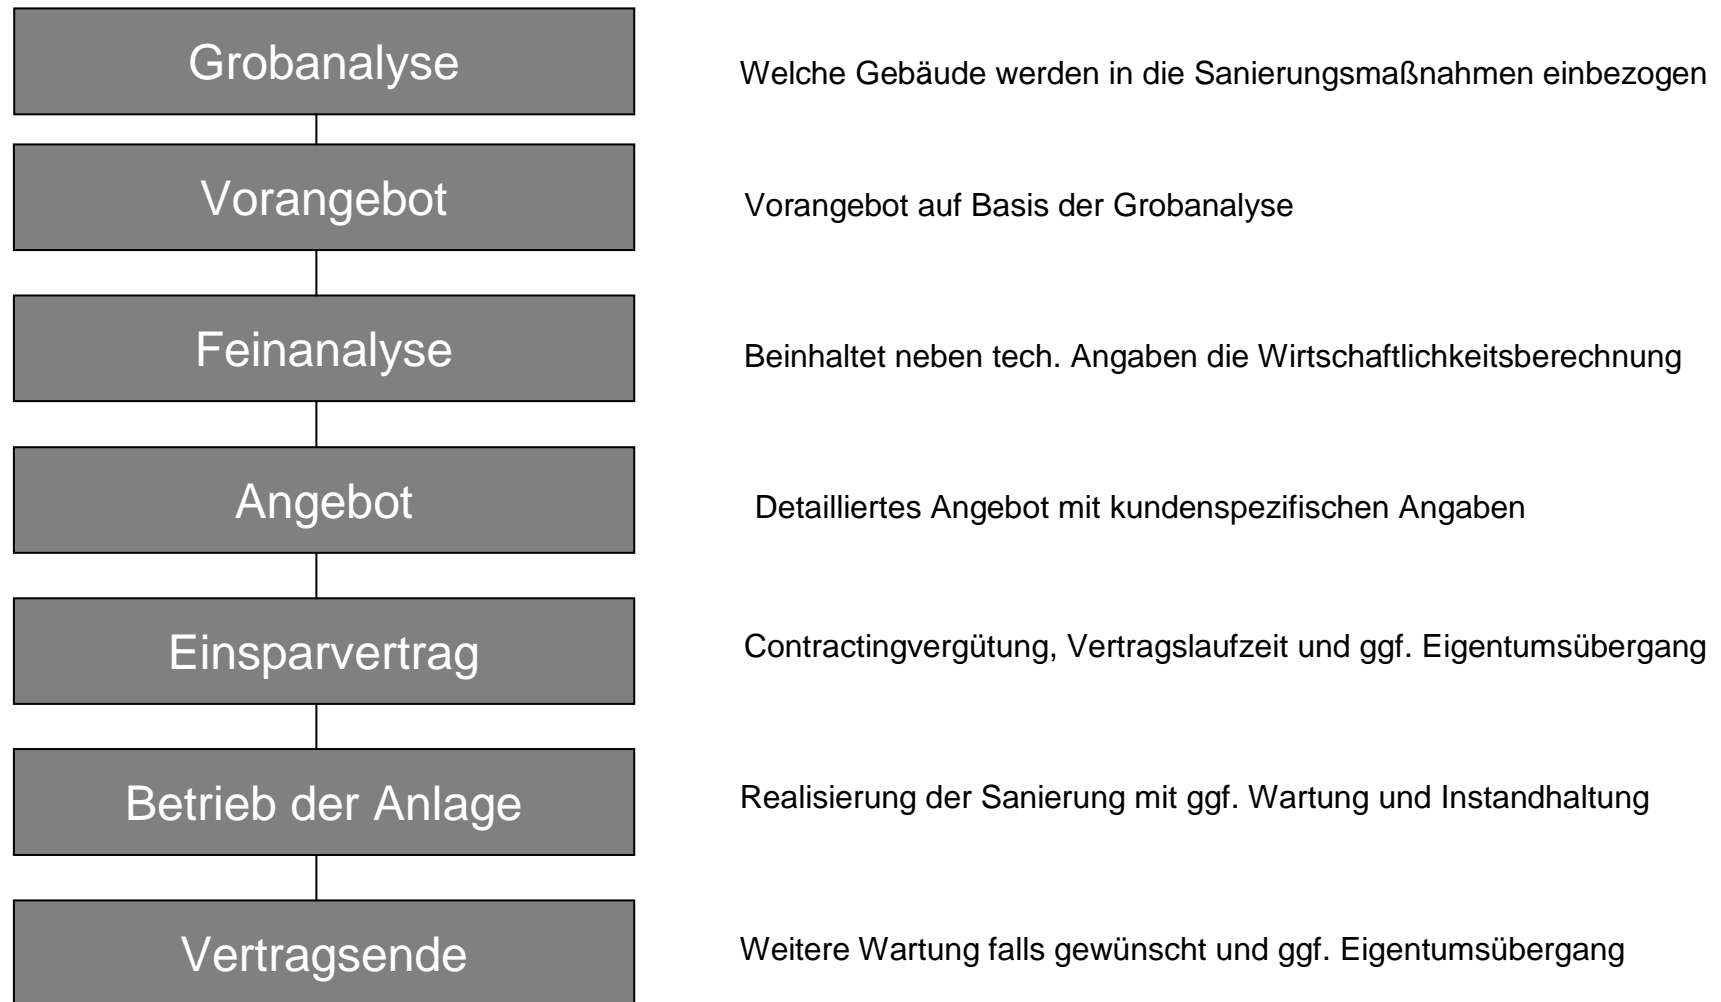 Grobanalyse
Welche Gebäude werden in die Sanierungsmaßnahmen einbezogen
Vorangebot
Vorangebot auf Basis der Grobanalyse
Feinanalyse
Beinhaltet neben tech. Angaben die Wirtschaftlichkeitsberechnung
Angebot
Detailliertes Angebot mit kundenspezifischen Angaben
Einsparvertrag
Contractingvergütung, Vertragslaufzeit und ggf. Eigentumsübergang
Betrieb der Anlage
Realisierung der Sanierung mit ggf. Wartung und Instandhaltung
Vertragsende
Weitere Wartung falls gewünscht und ggf. Eigentumsübergang